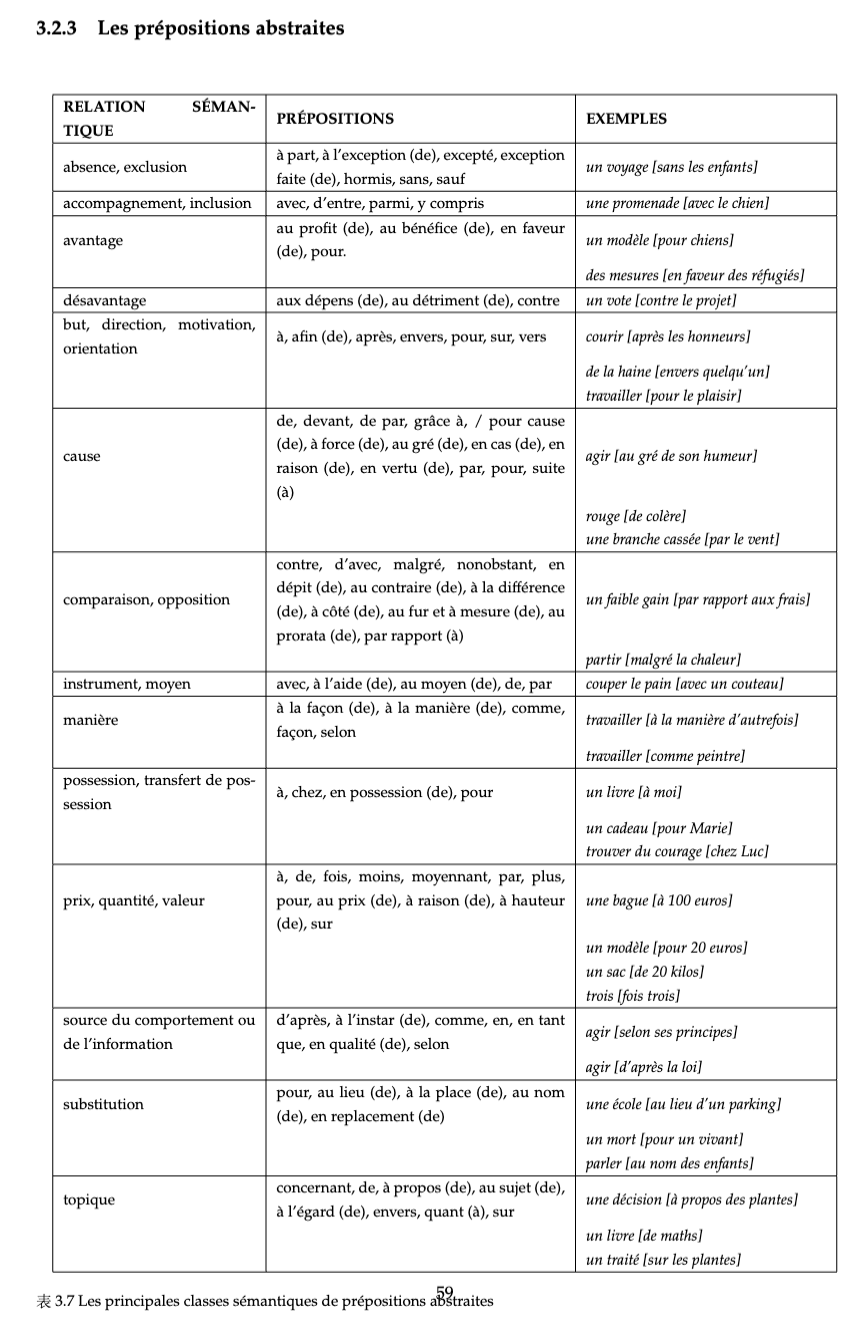 3.2.3 Les prépositions abstraites
RELATION SÉMAN-
TIQUE
PRÉPOSITIONS
EXEMPLES
absence, exclusion
à part, à l'exception (de), excepté, exception
faite (de), hormis, sans, sauf
un voyage [sans les enfants]
accompagnement, inclusion
avec, d'entre, parmi, y compris
une promenade [avec le chien]
avantage
au profit (de), au bénéfice (de), en faveur
(de), pour.
un modèle [pour chiens]
des mesures [en faveur des réfugiés]
désavantage
aux dépens (de), au détriment (de), contre
un vote [contre le projet]
but, direction, motivation,
orientation
à, afin (de), après, envers, pour, sur, vers
courir [après les honneurs]
de la haine [envers quelqu'un]
travailler [pour le plaisir]
cause
de, devant, de par, grâce à, / pour cause
(de), à force (de), au gré (de), en cas (de), en
raison (de), en vertu (de), par, pour, suite
(à)
agir [au gré de son humeur]
rouge [de colère]
une branche cassée [par le vent]
comparaison, opposition
contre, d'avec, malgré, nonobstant, en
dépit (de), au contraire (de), à la différence
(de), à côté (de), au fur et à mesure (de), au
prorata (de), par rapport (à)
un faible gain [par rapport aux frais]
partir [malgré la chaleur]
instrument, moyen
avec, à l'aide (de), au moyen (de), de, par
couper le pain [avec un couteau]
manière
à la façon (de), à la manière (de), comme,
façon, selon
travailler [à la manière d'autrefois]
travailler [comme peintre]
possession, transfert de pos-
session
à, chez, en possession (de), pour
un livre [à moi]
un cadeau [pour Marie]
trouver du courage [chez Luc]
prix, quantité, valeur
à, de, fois, moins, moyennant, par, plus,
pour, au prix (de), à raison (de), à hauteur
(de), sur
une bague [à 100 euros]
un modèle [pour 20 euros]
un sac [de 20 kilos]
trois [fois trois]
source du comportement ou
de l'information
d'après, à l'instar (de), comme, en, en tant
que, en qualité (de), selon
agir [selon ses principes]
agir [d'après la loi]
substitution
pour, au lieu (de), à la place (de), au nom
(de), en replacement (de)
une école [au lieu d'un parking]
un mort [pour un vivant]
parler [au nom des enfants]
topique
concernant, de, à propos (de), au sujet (de),
à l'égard (de), envers, quant (à), sur
une décision [à propos des plantes]
un livre [de maths]
un traité [sur les plantes]
59
表 3.7 Les principales classes sémantiques de prépositions abstraites